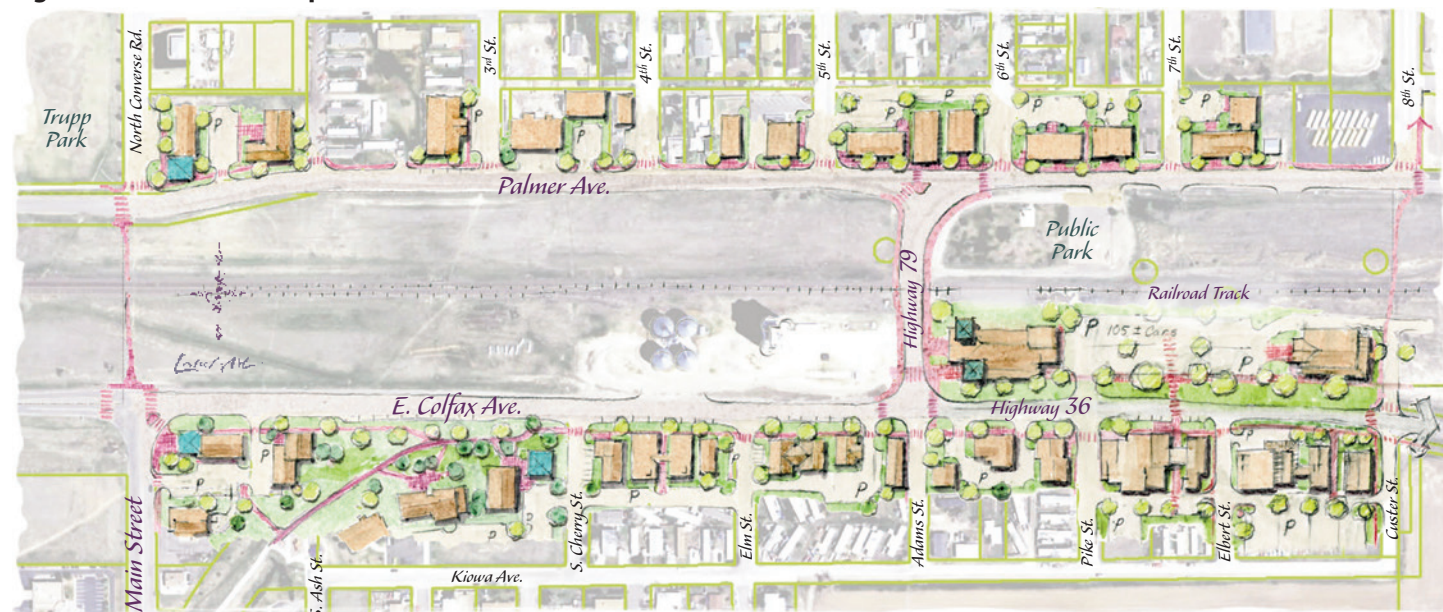 North Converse Rd.
3rd St.
4th St.
5th St.
6th St.
7th St.
8th St.
Trupp
Park
P
P
P
P
P
P
Palmer Ave.
Public
Park
Highway 79
Railroad Track
P 105 ± Cars
P
E. Colfax Ave.
Highway 36
P
P
P
P
P
P
P
P
Main Street
S. Ash St.
S. Cherry St.
Elm St.
Adams St.
Pike St.
Elbert St.
Custer St.
Kiowa Ave.